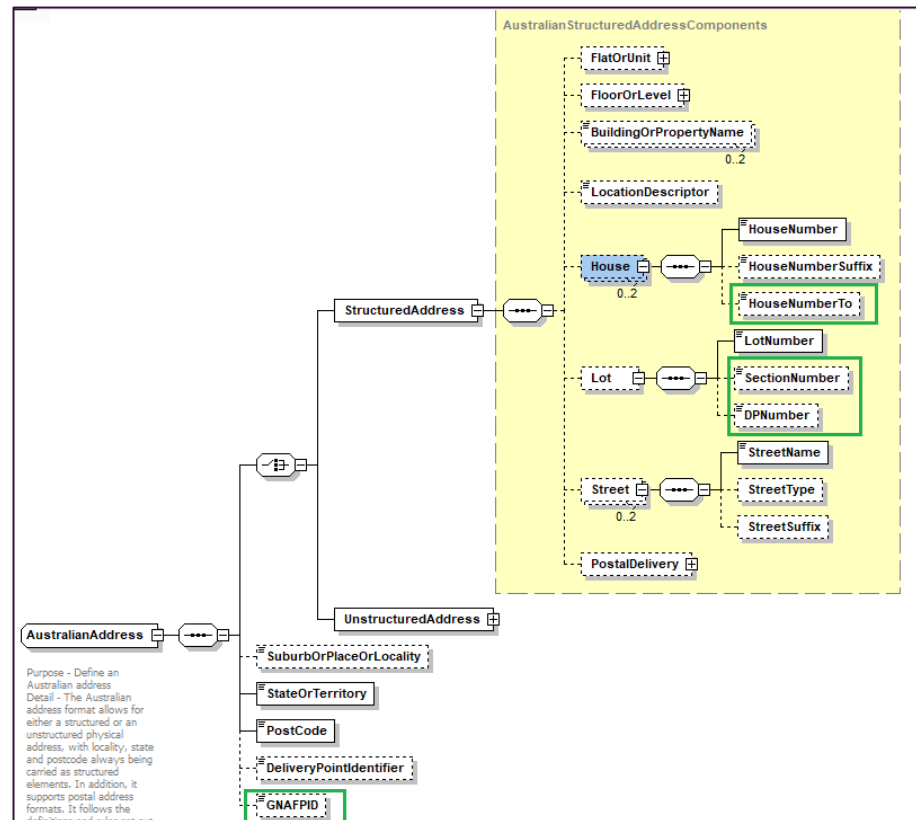 AustralianStructuredAddressComponents
FlatOrUnit
FloorOrLevel
BuildingOrPropertyName
0..2
LocationDescriptor
HouseNumber
House
HouseNumberSuffix
0..2
HouseNumberTo
StructuredAddress
LotNumber
Lot
SectionNumber
DPNumber
StreetName
Street
StreetType
0..2
StreetSuffix
PostalDelivery
UnstructuredAddress
AustralianAddress
SuburbOrPlaceOrLocality
StateOrTerritory
PostCode
DeliveryPointIdentifier
GNAFPID
Purpose - Define an
Australian address
Detail - The Australian
address format allows for
either a structured or an
unstructured physical
address, with locality, state
and postcode always being
carried as structured
elements. In addition, it
supports postal address
formats. It follows the